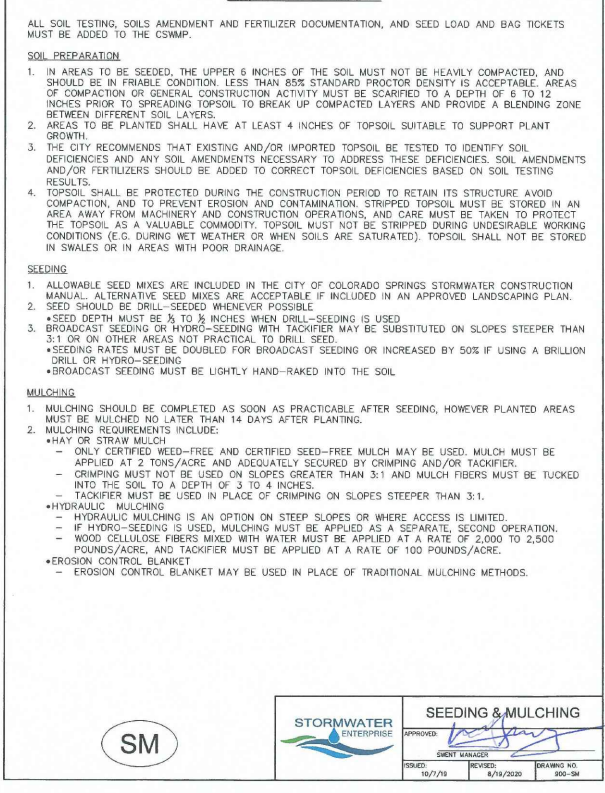 ALL SOIL TESTING, SOILS AMENDMENT AND FERTILIZER DOCUMENTATION, AND SEED LOAD AND BAG TICKETS
MUST BE ADDED TO THE CSWMP.
SOIL PREPARATION
1. IN AREAS TO BE SEEDED, THE UPPER 6 INCHES OF THE SOIL MUST NOT BE HEAVILY COMPACTED, AND
SHOULD BE IN FRIABLE CONDITION. LESS THAN 85% STANDARD PROCTOR DENSITY IS ACCEPTABLE. AREAS
OF COMPACTION OR GENERAL CONSTRUCTION ACTIVITY MUST BE SCARIFIED TO A DEPTH OF 6 TO 12
INCHES PRIOR TO SPREADING TOPSOIL TO BREAK UP COMPACTED LAYERS AND PROVIDE A BLENDING ZONE
BETWEEN DIFFERENT SOIL LAYERS.
2. AREAS TO BE PLANTED SHALL HAVE AT LEAST 4 INCHES OF TOPSOIL SUITABLE TO SUPPORT PLANT
GROWTH.
3. THE CITY RECOMMENDS THAT EXISTING AND/OR IMPORTED TOPSOIL BE TESTED TO IDENTIFY SOIL
DEFICIENCIES AND ANY SOIL AMENDMENTS NECESSARY TO ADDRESS THESE DEFICIENCIES. SOIL AMENDMENTS
AND/OR FERTILIZERS SHOULD BE ADDED TO CORRECT TOPSOIL DEFICIENCIES BASED ON SOIL TESTING
RESULTS.
4. TOPSOIL SHALL BE PROTECTED DURING THE CONSTRUCTION PERIOD TO RETAIN ITS STRUCTURE AVOID
COMPACTION, AND TO PREVENT EROSION AND CONTAMINATION. STRIPPED TOPSOIL MUST BE STORED IN AN
AREA AWAY FROM MACHINERY AND CONSTRUCTION OPERATIONS, AND CARE MUST BE TAKEN TO PROTECT
THE TOPSOIL AS A VALUABLE COMMODITY. TOPSOIL MUST NOT BE STRIPPED DURING UNDESIRABLE WORKING
CONDITIONS (E.G. DURING WET WEATHER OR WHEN SOILS ARE SATURATED). TOPSOIL SHALL NOT BE STORED
IN SWALES OR IN AREAS WITH POOR DRAINAGE.
SEEDING
1. ALLOWABLE SEED MIXES ARE INCLUDED IN THE CITY OF COLORADO SPRINGS STORMWATER CONSTRUCTION
MANUAL. ALTERNATIVE SEED MIXES ARE ACCEPTABLE IF INCLUDED IN AN APPROVED LANDSCAPING PLAN.
2. SEED SHOULD BE DRILL-SEEDED WHENEVER POSSIBLE
•SEED DEPTH MUST BE ⅓ TO ½ INCHES WHEN DRILL-SEEDING IS USED
3. BROADCAST SEEDING OR HYDRO-SEEDING WITH TACKIFIER MAY BE SUBSTITUTED ON SLOPES STEEPER THAN
3:1 OR ON OTHER AREAS NOT PRACTICAL TO DRILL SEED.
•SEEDING RATES MUST BE DOUBLED FOR BROADCAST SEEDING OR INCREASED BY 50% IF USING A BRILLION
DRILL OR HYDRO-SEEDING
•BROADCAST SEEDING MUST BE LIGHTLY HAND-RAKED INTO THE SOIL
MULCHING
1. MULCHING SHOULD BE COMPLETED AS SOON AS PRACTICABLE AFTER SEEDING, HOWEVER PLANTED AREAS
MUST BE MULCHED NO LATER THAN 14 DAYS AFTER PLANTING.
2. MULCHING REQUIREMENTS INCLUDE:
•HAY OR STRAW MULCH
– ONLY CERTIFIED WEED-FREE AND CERTIFIED SEED-FREE MULCH MAY BE USED. MULCH MUST BE
APPLIED AT 2 TONS/ACRE AND ADEQUATELY SECURED BY CRIMPING AND/OR TACKIFIER.
– CRIMPING MUST NOT BE USED ON SLOPES GREATER THAN 3:1 AND MULCH FIBERS MUST BE TUCKED
INTO THE SOIL TO A DEPTH OF 3 TO 4 INCHES.
– TACKIFIER MUST BE USED IN PLACE OF CRIMPING ON SLOPES STEEPER THAN 3:1.
•HYDRAULIC MULCHING
– HYDRAULIC MULCHING IS AN OPTION ON STEEP SLOPES OR WHERE ACCESS IS LIMITED.
– IF HYDRO-SEEDING IS USED, MULCHING MUST BE APPLIED AS A SEPARATE, SECOND OPERATION.
– WOOD CELLULOSE FIBERS MIXED WITH WATER MUST BE APPLIED AT A RATE OF 2,000 TO 2,500
POUNDS/ACRE, AND TACKIFIER MUST BE APPLIED AT A RATE OF 100 POUNDS/ACRE.
•EROSION CONTROL BLANKET
– EROSION CONTROL BLANKET MAY BE USED IN PLACE OF TRADITIONAL MULCHING METHODS.
SM
STORMWATER
ENTERPRISE
SEEDING & MULCHING
APPROVED:
SWENT MANAGER
ISSUED: REVISED: DRAWING NO.
10/7/19 8/19/2020 900-SM